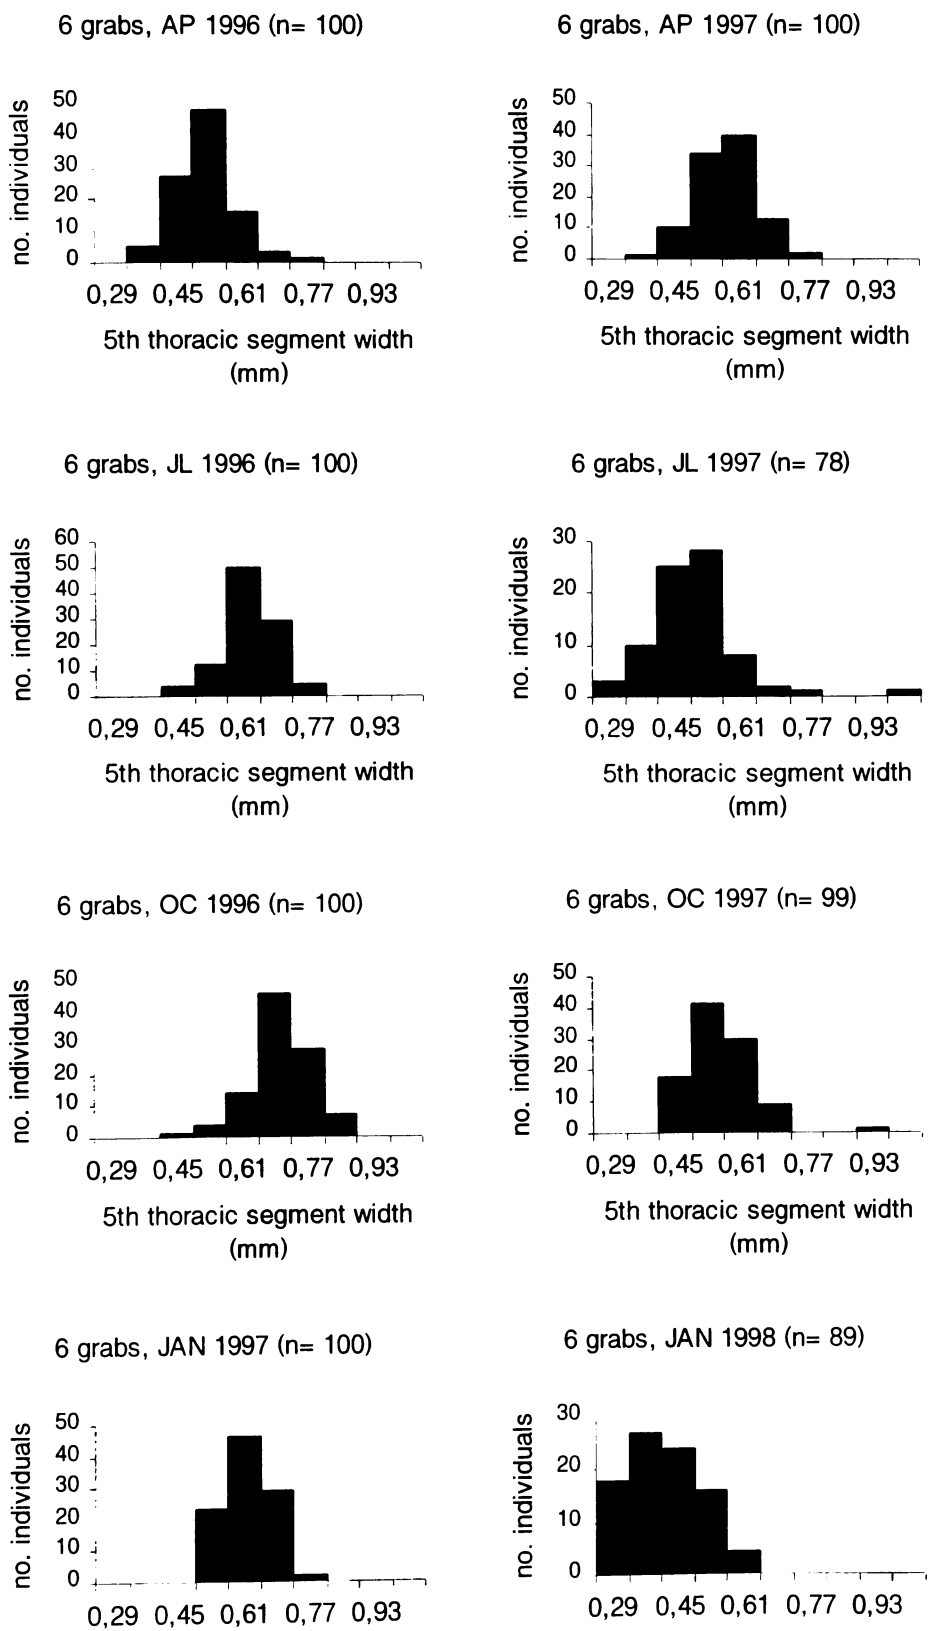 6 grabs, AP 1996 (n= 100)
no. individuals
50
40
30
20
10
0
0,29 0,45 0,61 0,77 0,93
5th thoracic segment width
(mm)
6 grabs, AP 1997 (n= 100)
no. individuals
50
40
30
20
10
0
0,29 0,45 0,61 0,77 0,93
5th thoracic segment width
(mm)
6 grabs, JL 1996 (n= 100)
no. individuals
60
50
40
30
20
10
0
0,29 0,45 0,61 0,77 0,93
5th thoracic segment width
(mm)
6 grabs, JL 1997 (n= 78)
no. individuals
30
20
10
0
0,29 0,45 0,61 0,77 0,93
5th thoracic segment width
(mm)
6 grabs, OC 1996 (n= 100)
no. individuals
50
40
30
20
10
0
0,29 0,45 0,61 0,77 0,93
5th thoracic segment width
(mm)
6 grabs, OC 1997 (n= 99)
no. individuals
50
40
30
20
10
0
0,29 0,45 0,61 0,77 0,93
5th thoracic segment width
(mm)
6 grabs, JAN 1997 (n= 100)
no. individuals
50
40
30
20
10
0
0,29 0,45 0,61 0,77 0,93
6 grabs, JAN 1998 (n= 89)
no. individuals
30
20
10
0
0,29 0,45 0,61 0,77 0,93